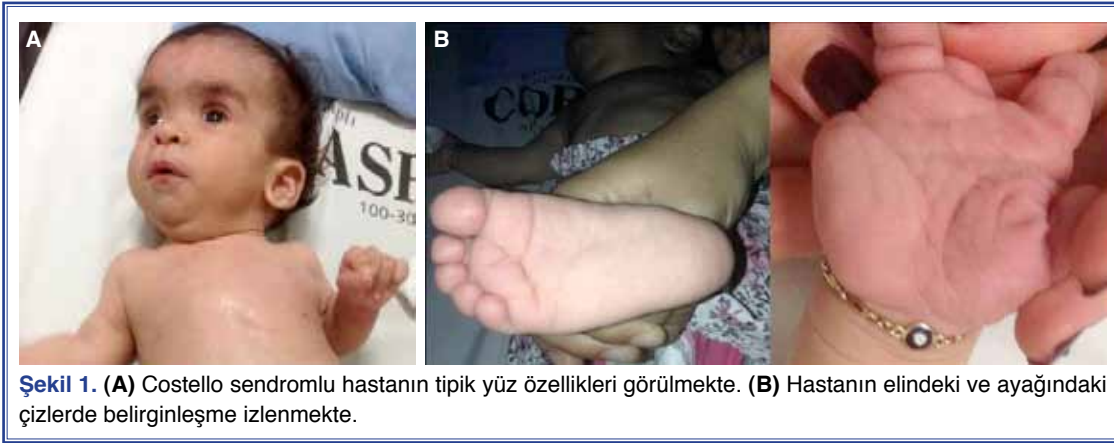 A
B
ASP
100-30
COR
Şekil 1. (A) Costello sendromlu hastanın tipik yüz özellikleri görülmekte. (B) Hastanın elindeki ve ayağındaki
çizlerde belirginleşme izlenmekte.